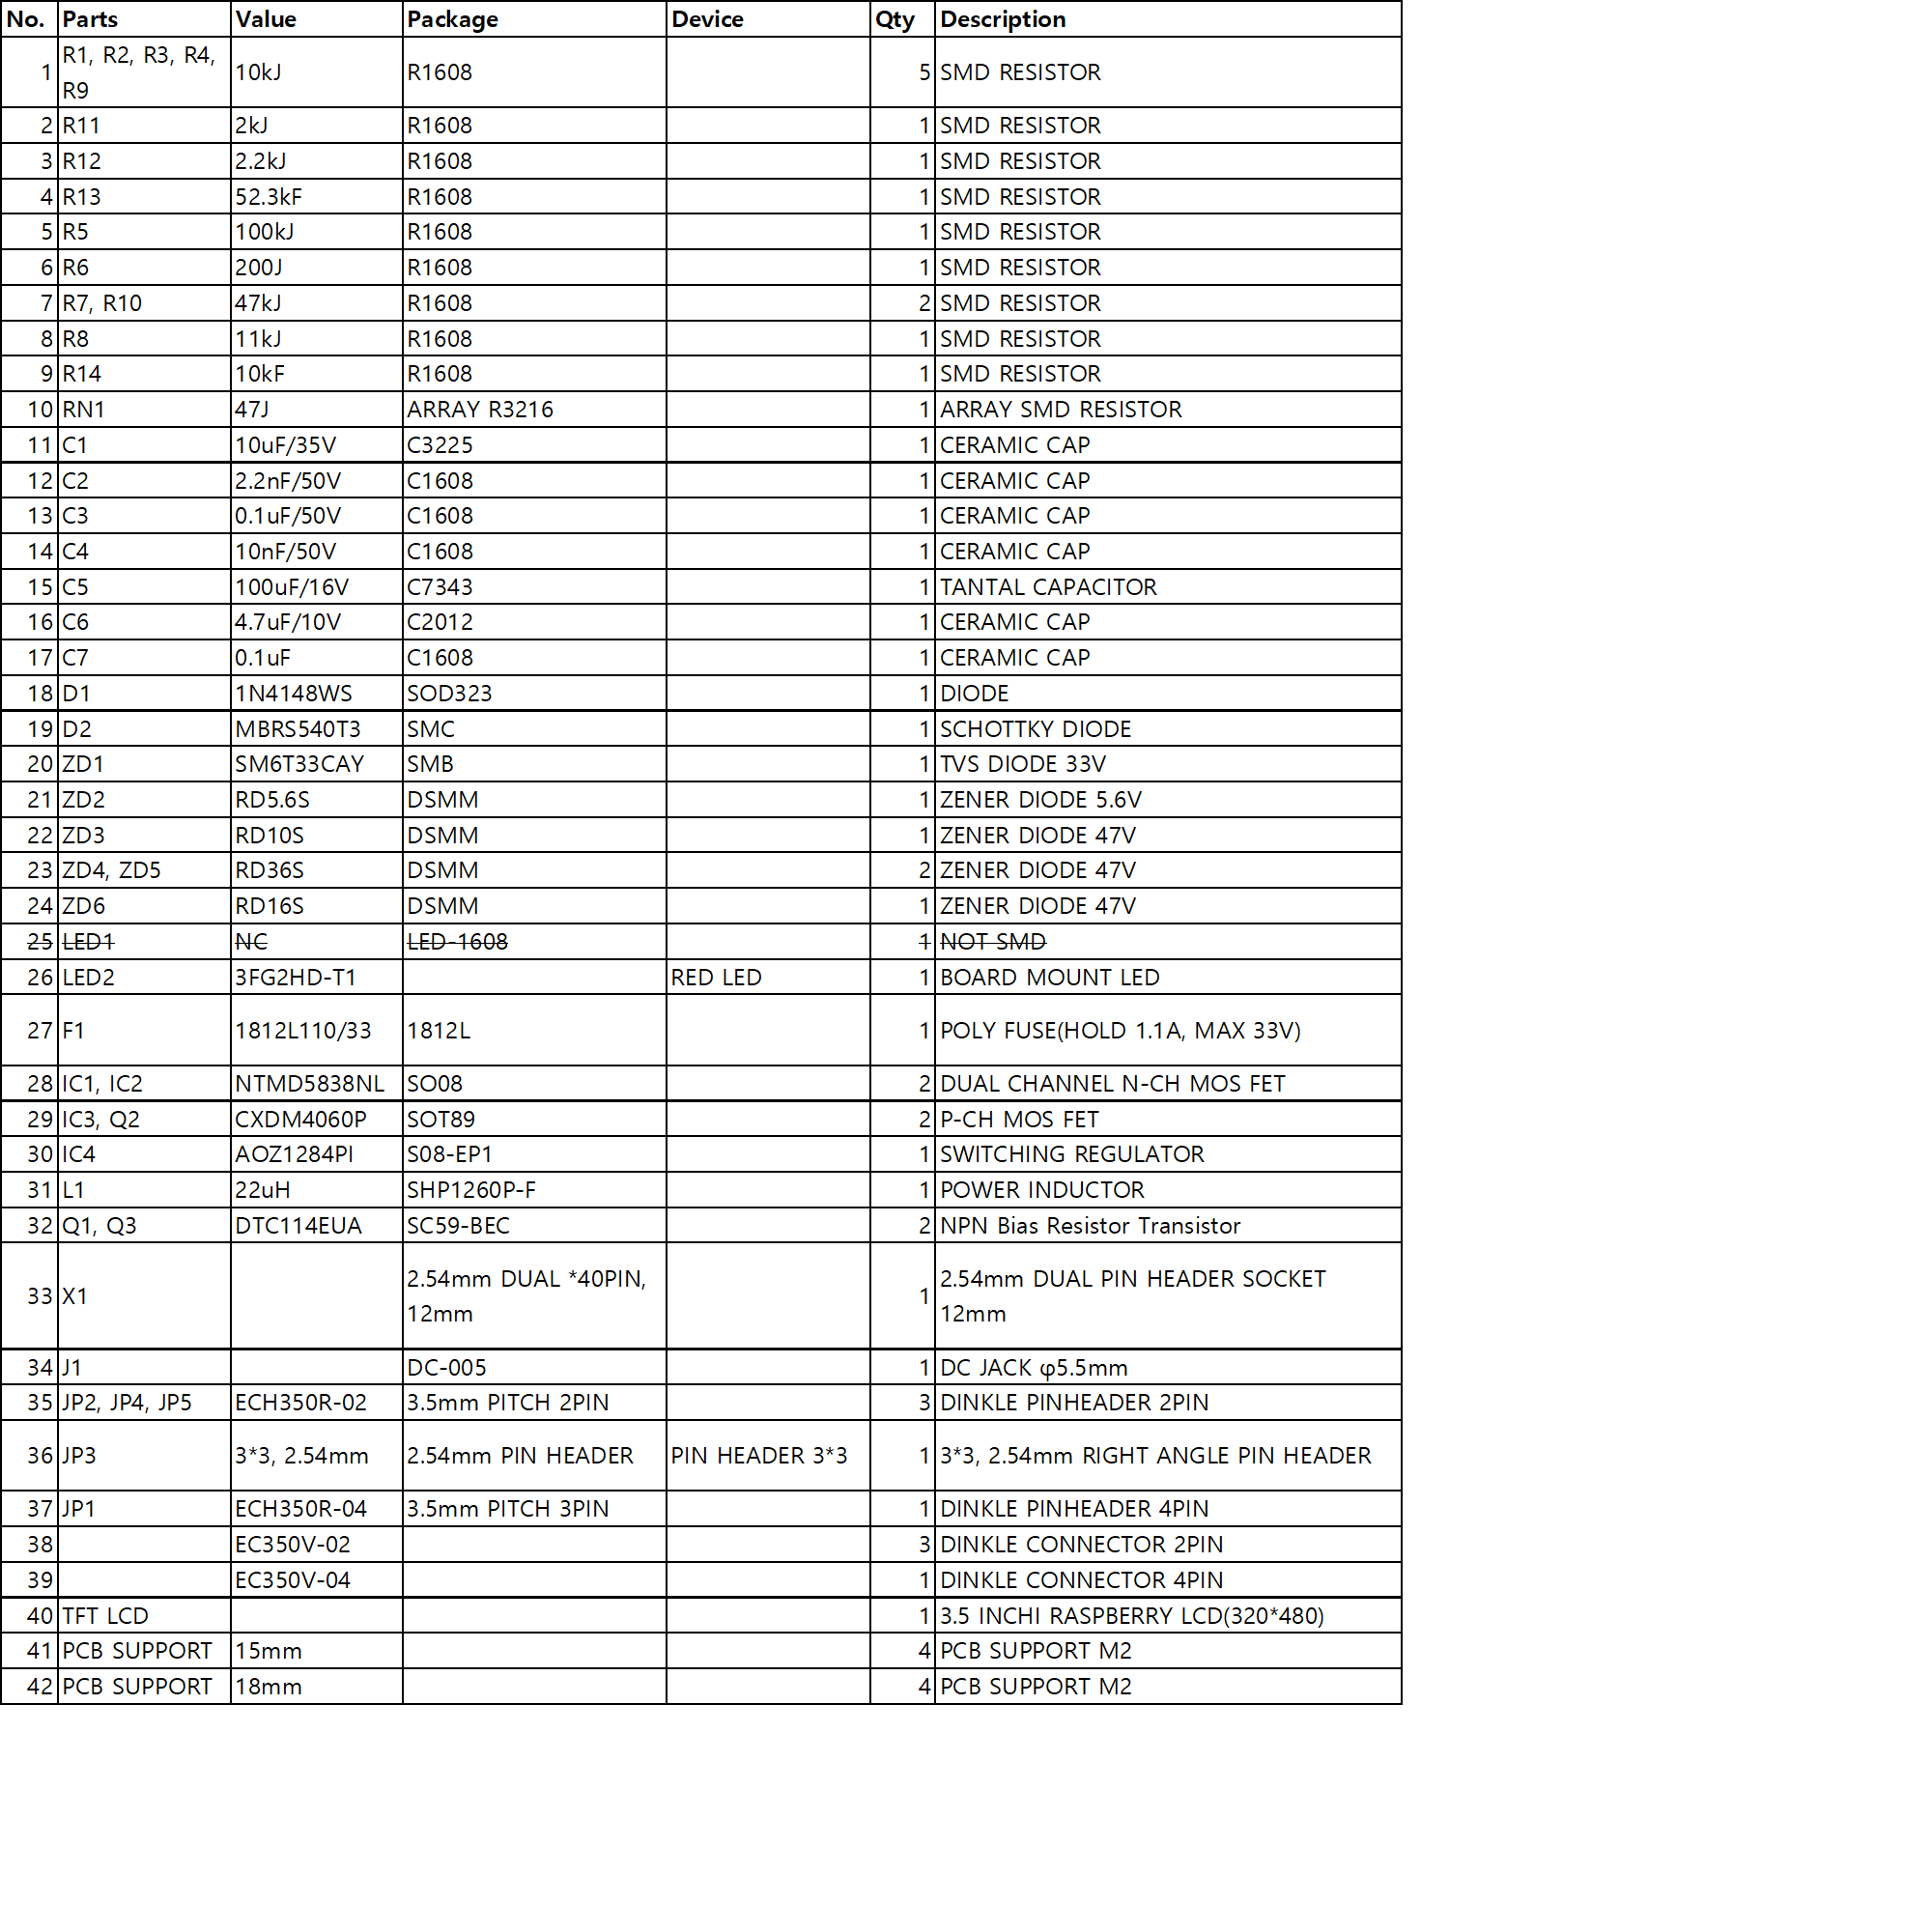 No. Parts Value Package Device Qty Description
1 R1, R2, R3, R4, R9 10kJ R1608 5 SMD RESISTOR
2 R11 2kJ R1608 1 SMD RESISTOR
3 R12 2.2kJ R1608 1 SMD RESISTOR
4 R13 52.3kF R1608 1 SMD RESISTOR
5 R5 100kJ R1608 1 SMD RESISTOR
6 R6 200J R1608 1 SMD RESISTOR
7 R7, R10 47kJ R1608 2 SMD RESISTOR
8 R8 11kJ R1608 1 SMD RESISTOR
9 R14 10kF R1608 1 SMD RESISTOR
10 RN1 47J ARRAY R3216 1 ARRAY SMD RESISTOR
11 C1 10uF/35V C3225 1 CERAMIC CAP
12 C2 2.2nF/50V C1608 1 CERAMIC CAP
13 C3 0.1uF/50V C1608 1 CERAMIC CAP
14 C4 10nF/50V C1608 1 CERAMIC CAP
15 C5 100uF/16V C7343 1 TANTAL CAPACITOR
16 C6 4.7uF/10V C2012 1 CERAMIC CAP
17 C7 0.1uF C1608 1 CERAMIC CAP
18 D1 1N4148WS SOD323 1 DIODE
19 D2 MBRS540T3 SMC 1 SCHOTTKY DIODE
20 ZD1 SM6T33CAY SMB 1 TVS DIODE 33V
21 ZD2 RD5.6S DSMM 1 ZENER DIODE 5.6V
22 ZD3 RD10S DSMM 1 ZENER DIODE 47V
23 ZD4, ZD5 RD36S DSMM 2 ZENER DIODE 47V
24 ZD6 RD16S DSMM 1 ZENER DIODE 47V
25 LED1 NC LED-1608 1 NOT SMD
26 LED2 3FG2HD-T1 RED LED 1 BOARD MOUNT LED
27 F1 1812L110/33 1812L 1 POLY FUSE(HOLD 1.1A, MAX 33V)
28 IC1, IC2 NTMD5838NL SO08 2 DUAL CHANNEL N-CH MOS FET
29 IC3, Q2 CXDM4060P SOT89 2 P-CH MOS FET
30 IC4 AOZ1284PI S08-EP1 1 SWITCHING REGULATOR
31 L1 22uH SHP1260P-F 1 POWER INDUCTOR
32 Q1, Q3 DTC114EUA SC59-BEC 2 NPN Bias Resistor Transistor
33 X1 2.54mm DUAL *40PIN, 12mm 1 2.54mm DUAL PIN HEADER SOCKET 12mm
34 J1 DC-005 1 DC JACK φ5.5mm
35 JP2, JP4, JP5 ECH350R-02 3.5mm PITCH 2PIN 3 DINKLE PINHEADER 2PIN
36 JP3 3*3, 2.54mm 2.54mm PIN HEADER PIN HEADER 3*3 1 3*3, 2.54mm RIGHT ANGLE PIN HEADER
37 JP1 ECH350R-04 3.5mm PITCH 3PIN 1 DINKLE PINHEADER 4PIN
38 EC350V-02 3 DINKLE CONNECTOR 2PIN
39 EC350V-04 1 DINKLE CONNECTOR 4PIN
40 TFT LCD 1 3.5 INCHI RASPBERRY LCD(320*480)
41 PCB SUPPORT 15mm 4 PCB SUPPORT M2
42 PCB SUPPORT 18mm 4 PCB SUPPORT M2